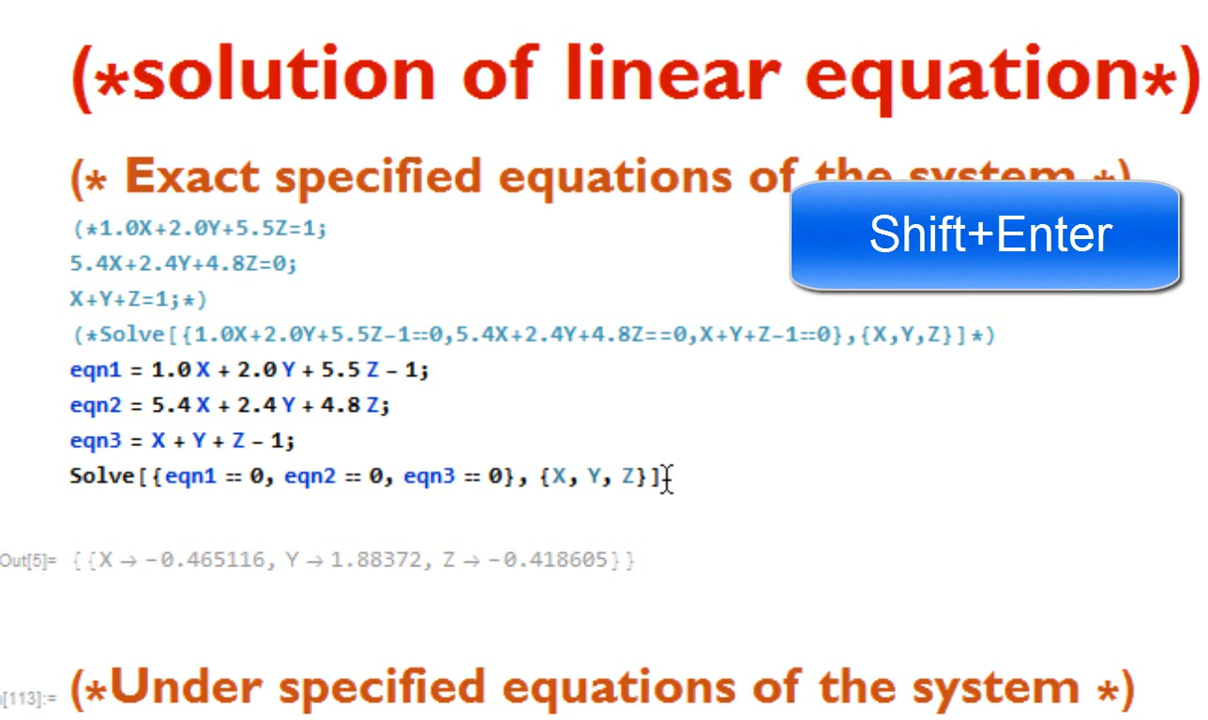 (*solution of linear equation*)
(* Exact specified equations of the system *)
Shift+Enter
(*1.0X+2.0Y+5.5Z=1;
5.4X+2.4Y+4.8Z=0;
X+Y+Z=1;*)
(*Solve[{1.0X+2.0Y+5.5Z-1==0,5.4X+2.4Y+4.8Z==0,X+Y+Z-1==0},{X,Y,Z}]*)
eqn1 = 1.0 X + 2.0 Y + 5.5 Z - 1;
eqn2 = 5.4 X + 2.4 Y + 4.8 Z;
eqn3 = X + Y + Z - 1;
Solve[{eqn1 == 0, eqn2 == 0, eqn3 == 0}, {X, Y, Z}]
Out[5]= {{X → -0.465116, Y → 1.88372, Z → -0.418605}}
[113]:= (*Under specified equations of the system *)